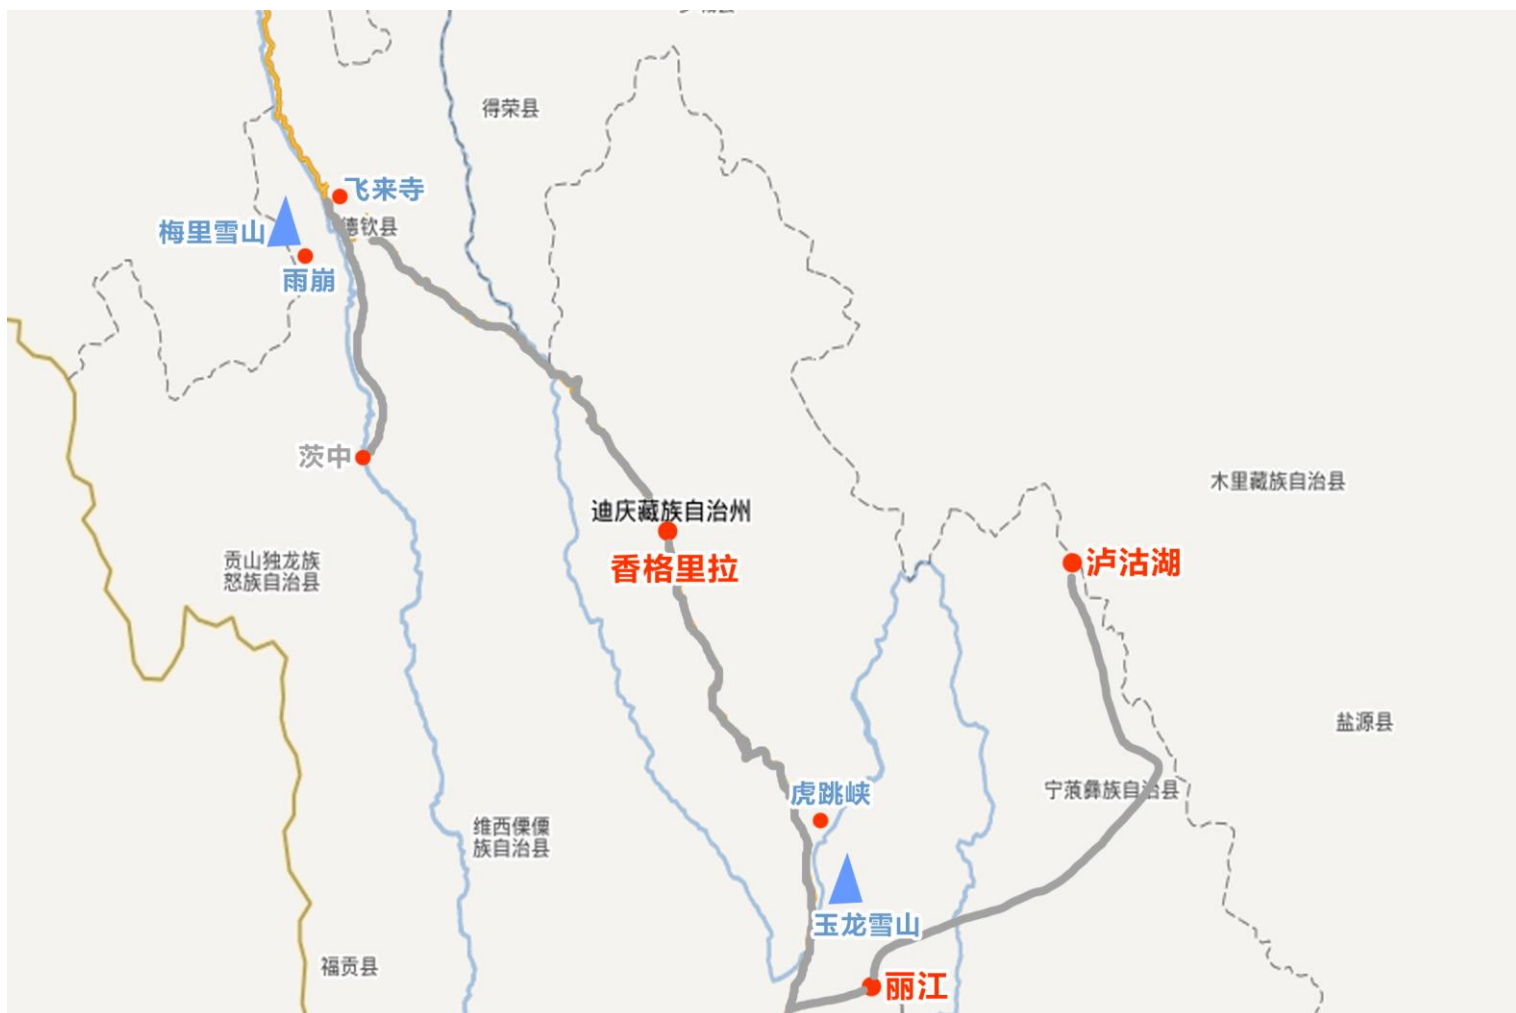 得荣县
飞来寺
德钦县
梅里雪山
雨崩
茨中
木里藏族自治县
迪庆藏族自治州
香格里拉
泸沽湖
贡山独龙族
怒族自治县
盐源县
宁蒗彝族自治县
虎跳峡
维西傈僳
族自治县
玉龙雪山
福贡县
丽江